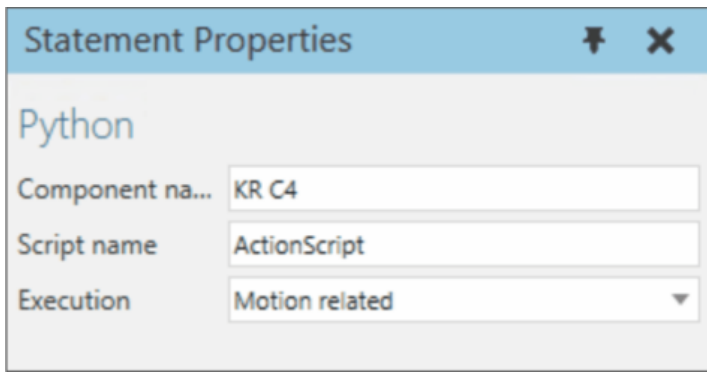 Statement Properties
Python
Component na... KR C4
Script name ActionScript
Execution Motion related